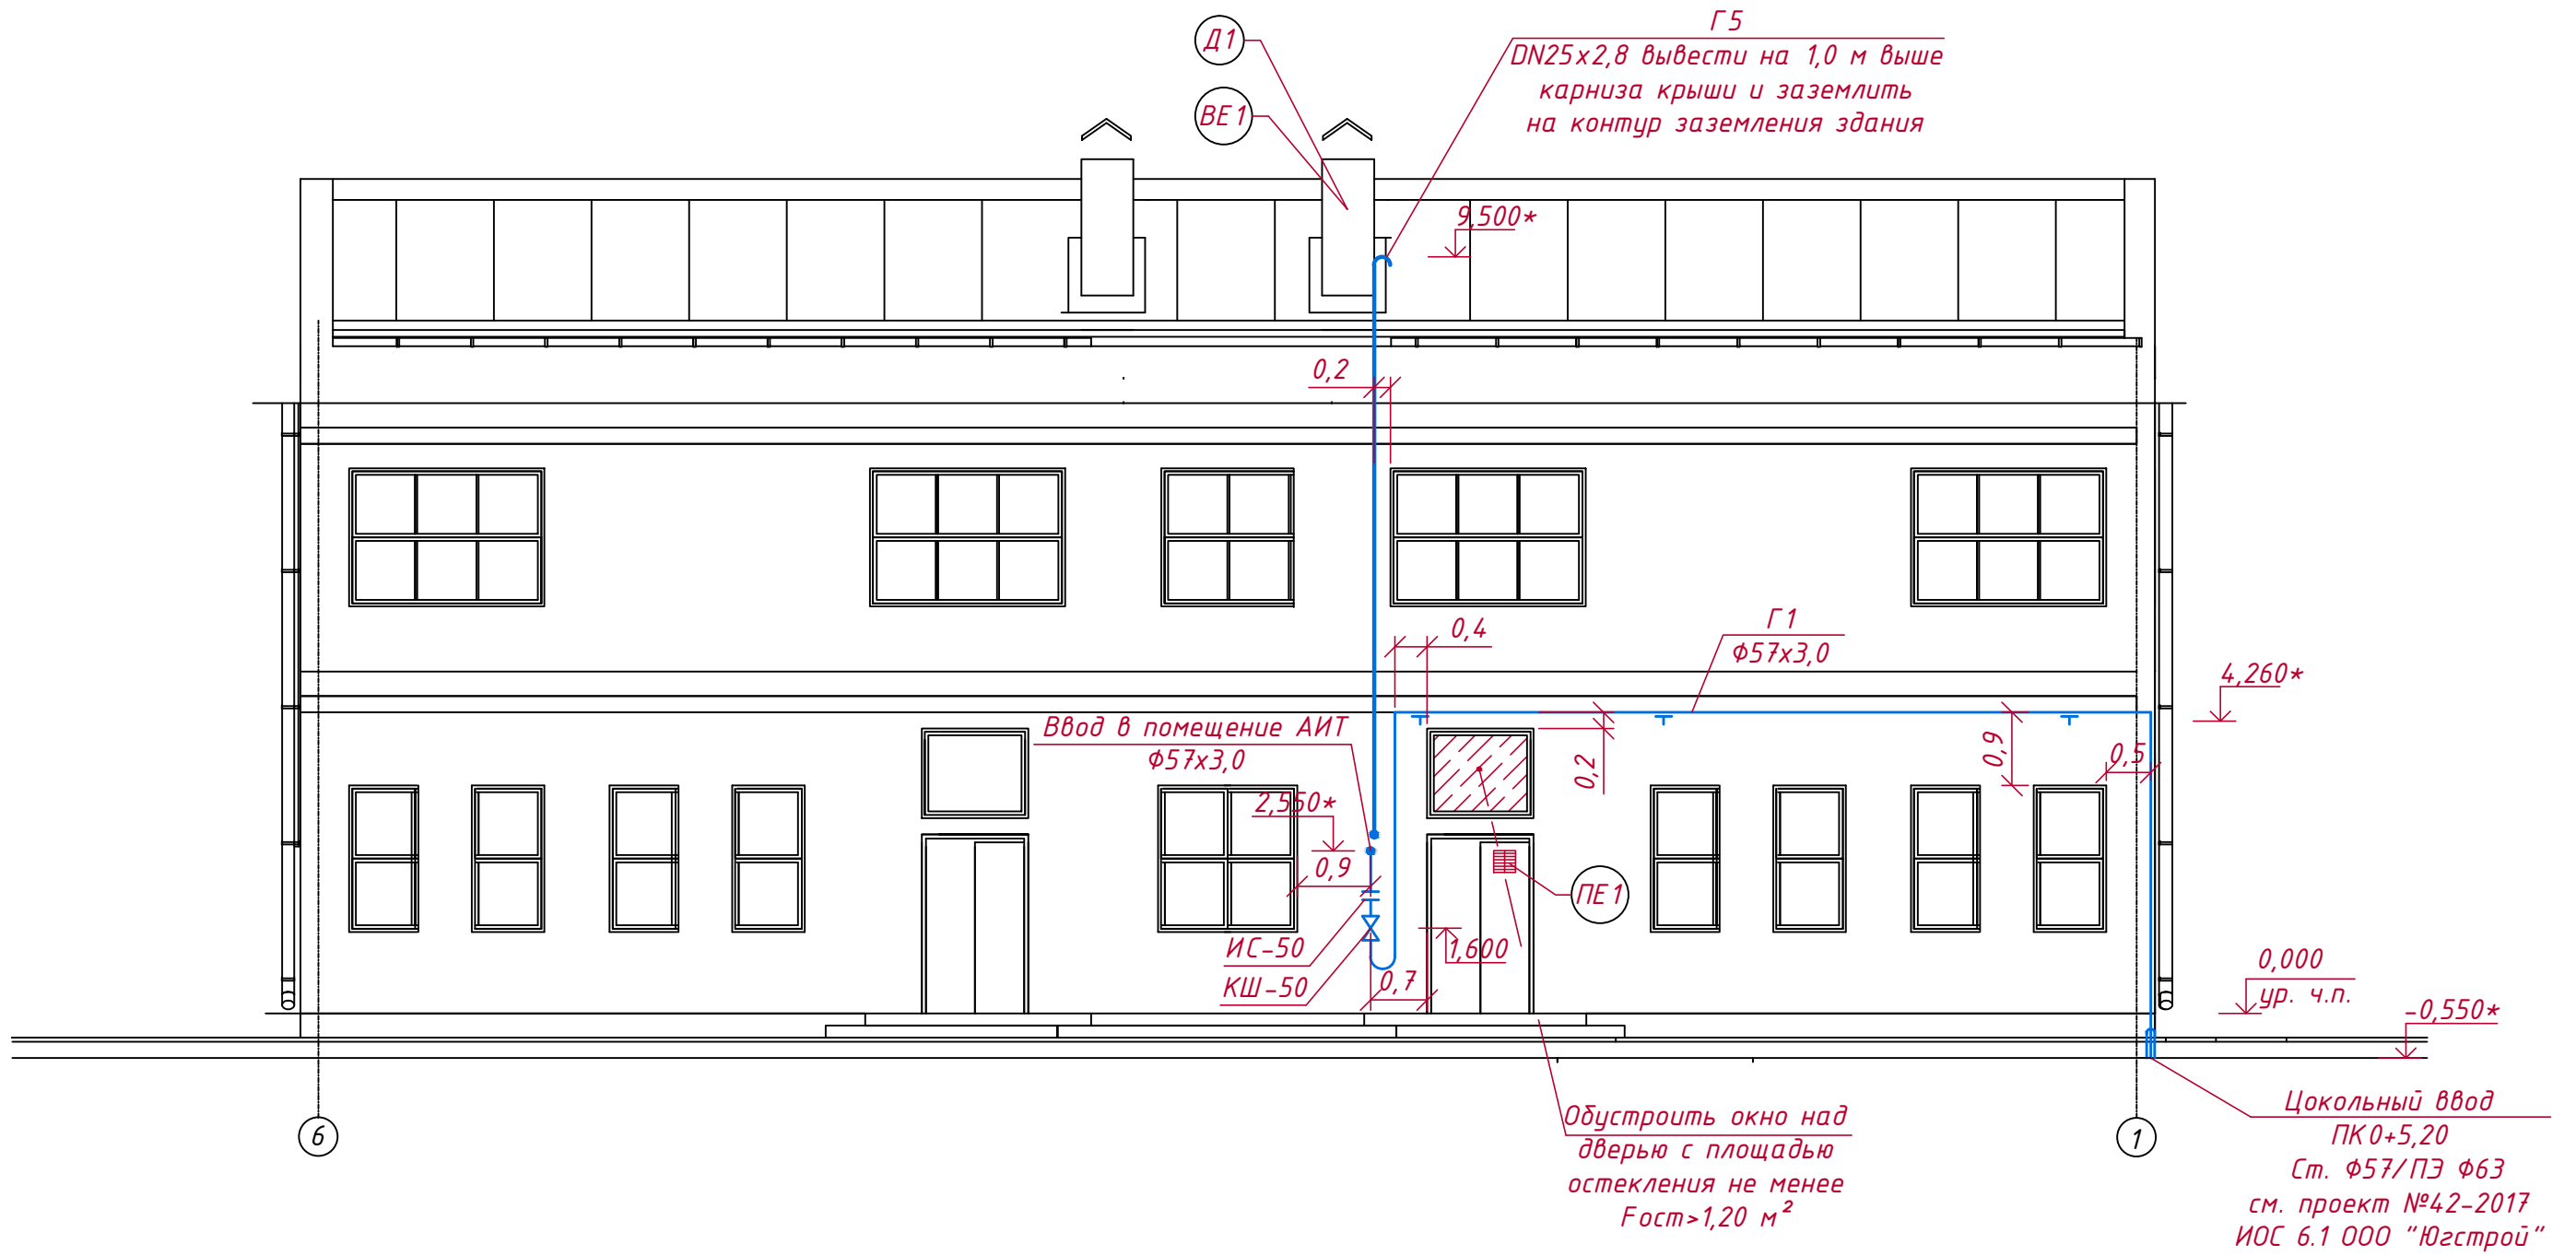 Д1
Г5
DN25x2,8 вывести на 1,0 м выше
карниза крыши и заземлить
на контур заземления здания
ВЕ1
9,500*
0,2
0,4
Г1
Ф57х3,0
4,260*
Ввод в помещение АИТ
Ф57х3,0
0,2
0,9
0,5
2,550*
0,9
ПЕ1
ИС-50
1,600
КШ-50
0,7
0,000
ур. ч.п.
-0,550*
6
1
Обустроить окно над
дверью с площадью
остекления не менее
Fост>1,20 м²
Цокольный ввод
ПК0+5,20
Ст. Ф57/ПЭ Ф63
см. проект №42-2017
ИОС 6.1 ООО "Югстрой"